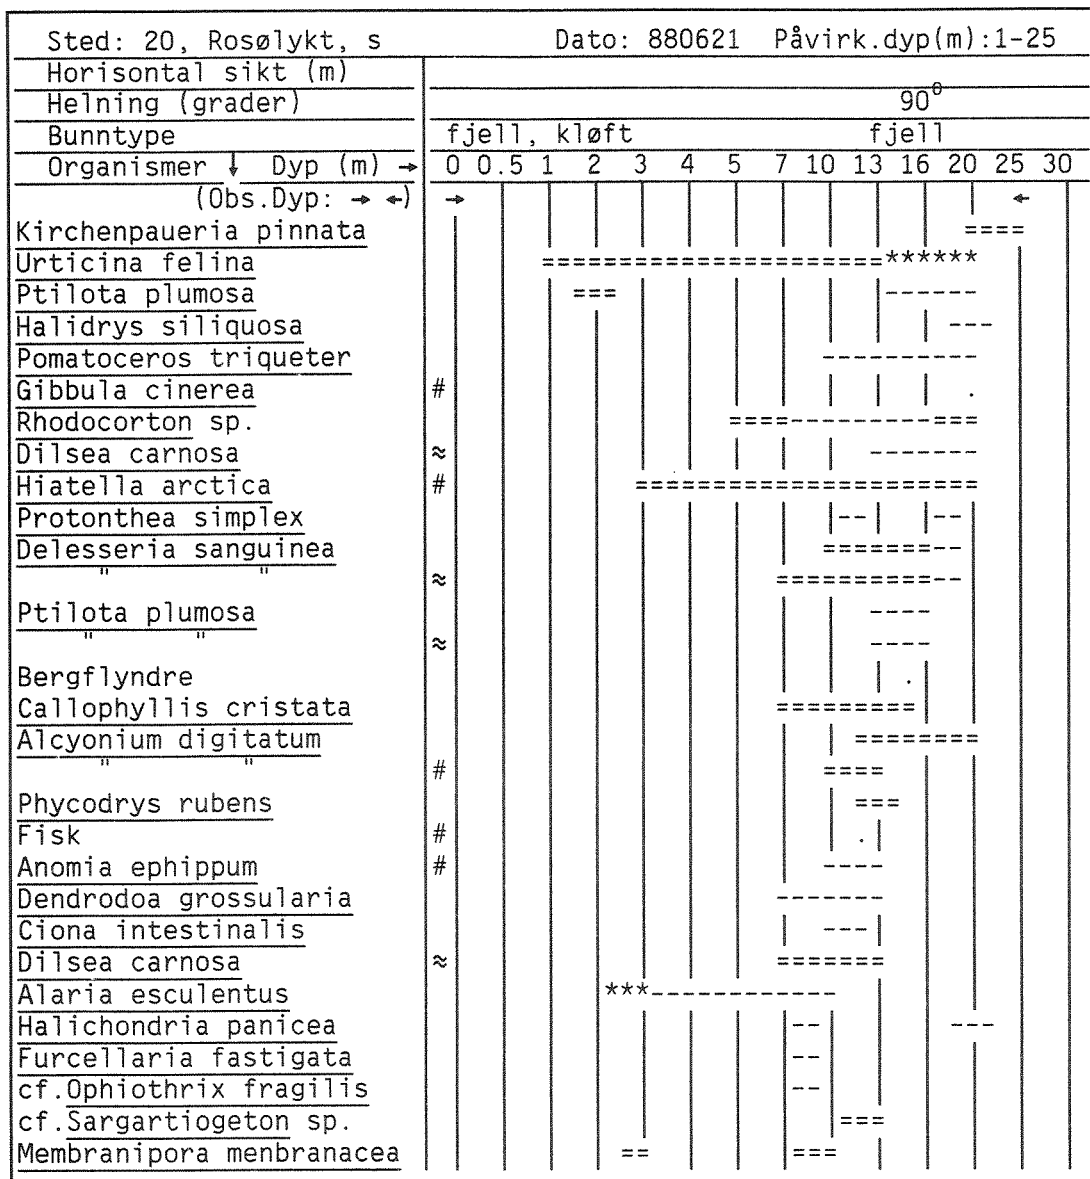 Sted: 20, Rosølykt, s Dato: 880621 Påvirk.dyp(m):1-25
Horisontal sikt (m)
Helning (grader) 90⁰
Bunntype fjell, kløft fjell
Organismer ↓ Dyp (m) → 0 0.5 1 2 3 4 5 7 10 13 16 20 25 30
(Obs.Dyp: → ←) → ←
Kirchenpaueria pinnata ====
Urticina felina ======================******
Ptilota plumosa === ------
Halidrys siliquosa ---
Pomatoceros triqueter ----------
Gibbula cinerea # .
Rhodocorton sp. ====----------===
Dilsea carnosa ≈ -------
Hiatella arctica # ======================
Protonthea simplex -- --
Delesseria sanguinea =======--
" " ≈ ==========--
Ptilota plumosa ----
" " ≈ ----
Bergflyndre .
Callophyllis cristata =========
Alcyonium digitatum ========
" " # ====
Phycodrys rubens ===
Fisk # .
Anomia ephippum # ----
Dendrodoa grossularia -------
Ciona intestinalis ---
Dilsea carnosa ≈ =======
Alaria esculentus ***------------
Halichondria panicea -- ---
Furcellaria fastigata --
cf.Ophiothrix fragilis --
cf.Sargartiogeton sp. ===
Membranipora menbranacea == ===